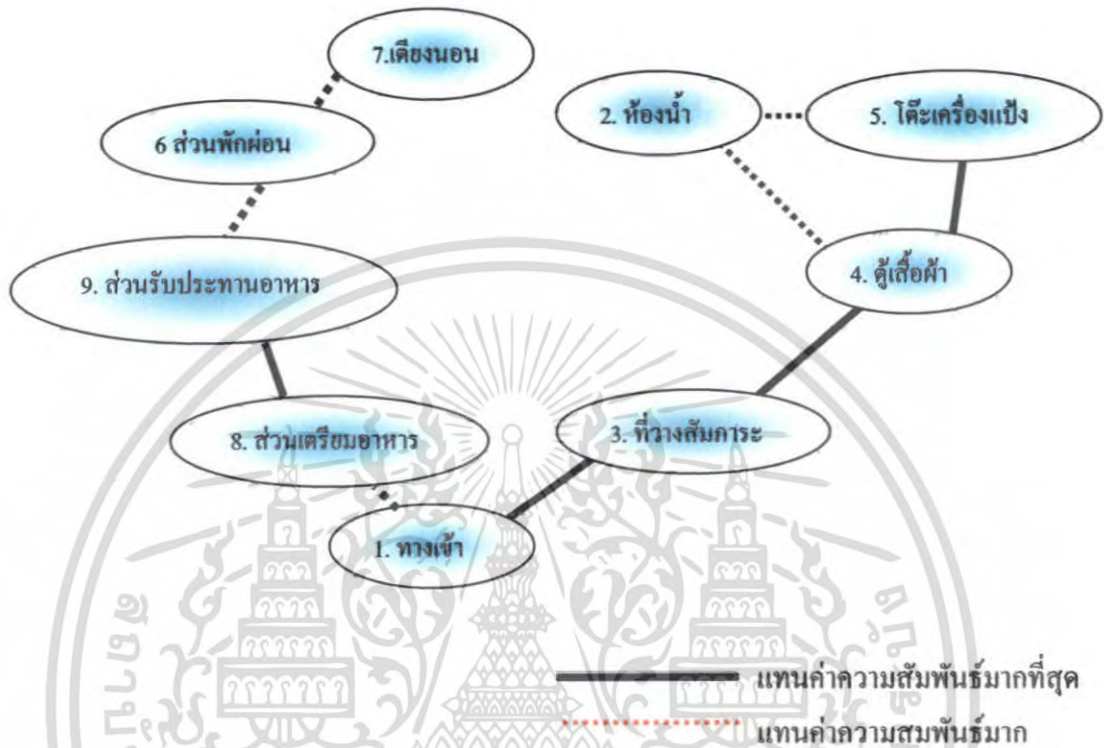 7.เตียงนอน
2. ห้องน้ำ
5. โต๊ะเครื่องแป้ง
6 ส่วนพักผ่อน
4. ตู้เสื้อผ้า
9. ส่วนรับประทานอาหาร
8. ส่วนเตรียมอาหาร
3. ที่วางสัมภาระ
1. ทางเข้า
แทนค่าความสัมพันธ์มากที่สุด
แทนค่าความสมพันธ์มาก